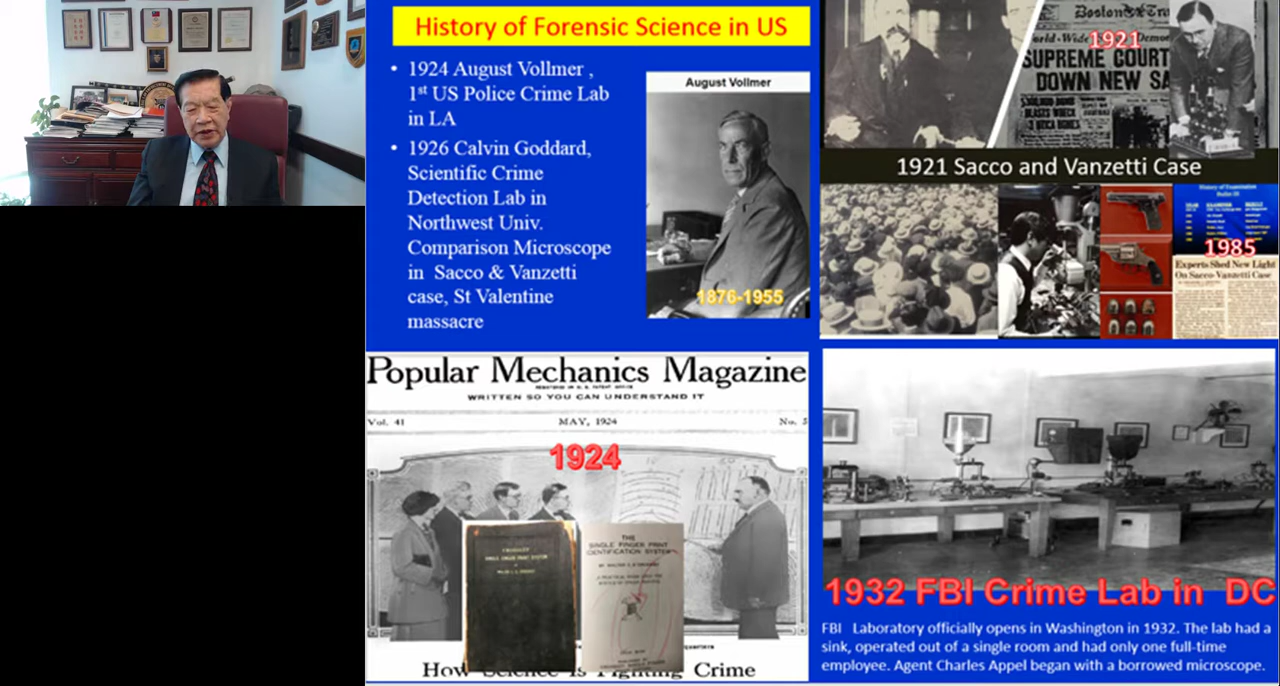 History of Forensic Science in US
• 1924 August Vollmer ,
1st US Police Crime Lab
in LA
• 1926 Calvin Goddard,
Scientific Crime
Detection Lab in
Northwest Univ.
Comparison Microscope
in Sacco & Vanzetti
case, St Valentine
massacre
August Vollmer
1876-1955
Boston
1921
SUPREME COURT
DOWN NEW SA
1921 Sacco and Vanzetti Case
1985
Experts Shed New Light
On Sacco-Vanzetti Case
Popular Mechanics Magazine
WRITTEN SO YOU CAN UNDERSTAND IT
Vol. 41 MAY, 1924 No. 5
1924
THE
SINGLE FINGER PRINT
IDENTIFICATION SYSTEM
How Science Is Fighting Crime
1932 FBI Crime Lab in DC
FBI Laboratory officially opens in Washington in 1932. The lab had a
sink, operated out of a single room and had only one full-time
employee. Agent Charles Appel began with a borrowed microscope.